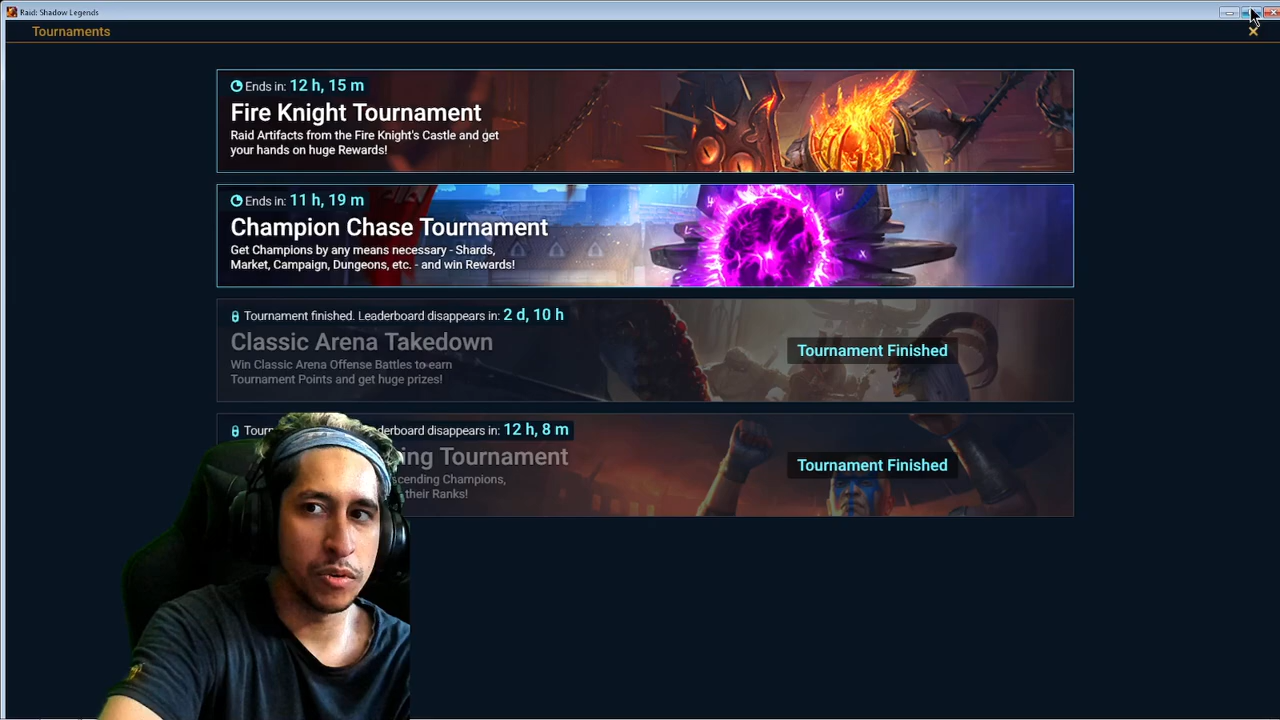 Raid: Shadow Legends
Tournaments
Ends in: 12 h, 15 m
Fire Knight Tournament
Raid Artifacts from the Fire Knight's Castle and get
your hands on huge Rewards!
Ends in: 11 h, 19 m
Champion Chase Tournament
Get Champions by any means necessary - Shards,
Market, Campaign, Dungeons, etc. - and win Rewards!
Tournament finished. Leaderboard disappears in: 2 d, 10 h
Classic Arena Takedown
Win Classic Arena Offense Battles to earn
Tournament Points and get huge prizes!
Tournament Finished
disappears in: 12 h, 8 m
Tournament
Champions,
their Ranks!
Tournament Finished